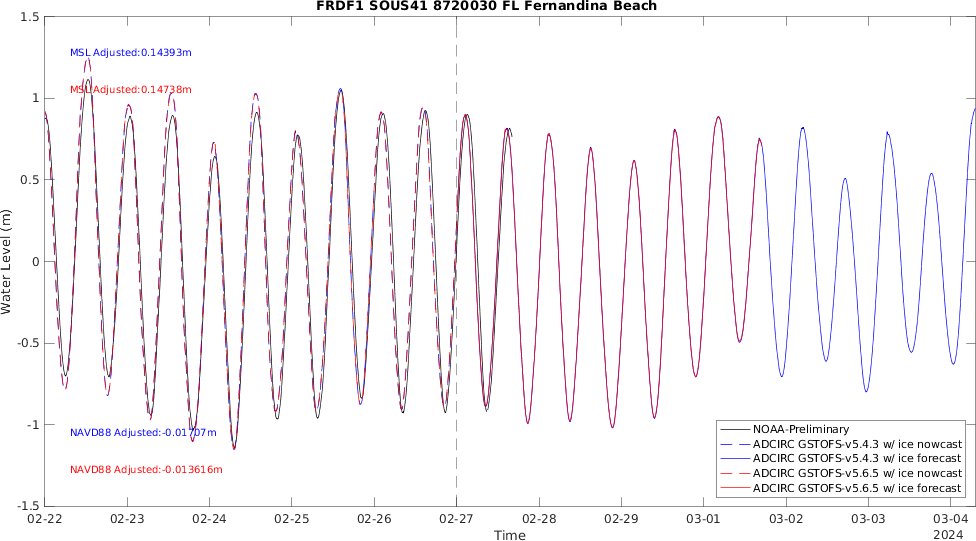 FRDF1 SOUS41 8720030 FL Fernandina Beach
1.5
MSL Adjusted:0.14393m
1
MSL Adjusted:0.14738m
0.5
0
-0.5
-1
-1.5
Water Level (m)
NAVD88 Adjusted:-0.01707m
NAVD88 Adjusted:-0.013616m
NOAA-Preliminary
ADCIRC GSTOFS-v5.4.3 w/ ice nowcast
ADCIRC GSTOFS-v5.4.3 w/ ice forecast
ADCIRC GSTOFS-v5.6.5 w/ ice nowcast
ADCIRC GSTOFS-v5.6.5 w/ ice forecast
02-22 02-23 02-24 02-25 02-26 02-27 02-28 02-29 03-01 03-02 03-03 03-04
Time
2024